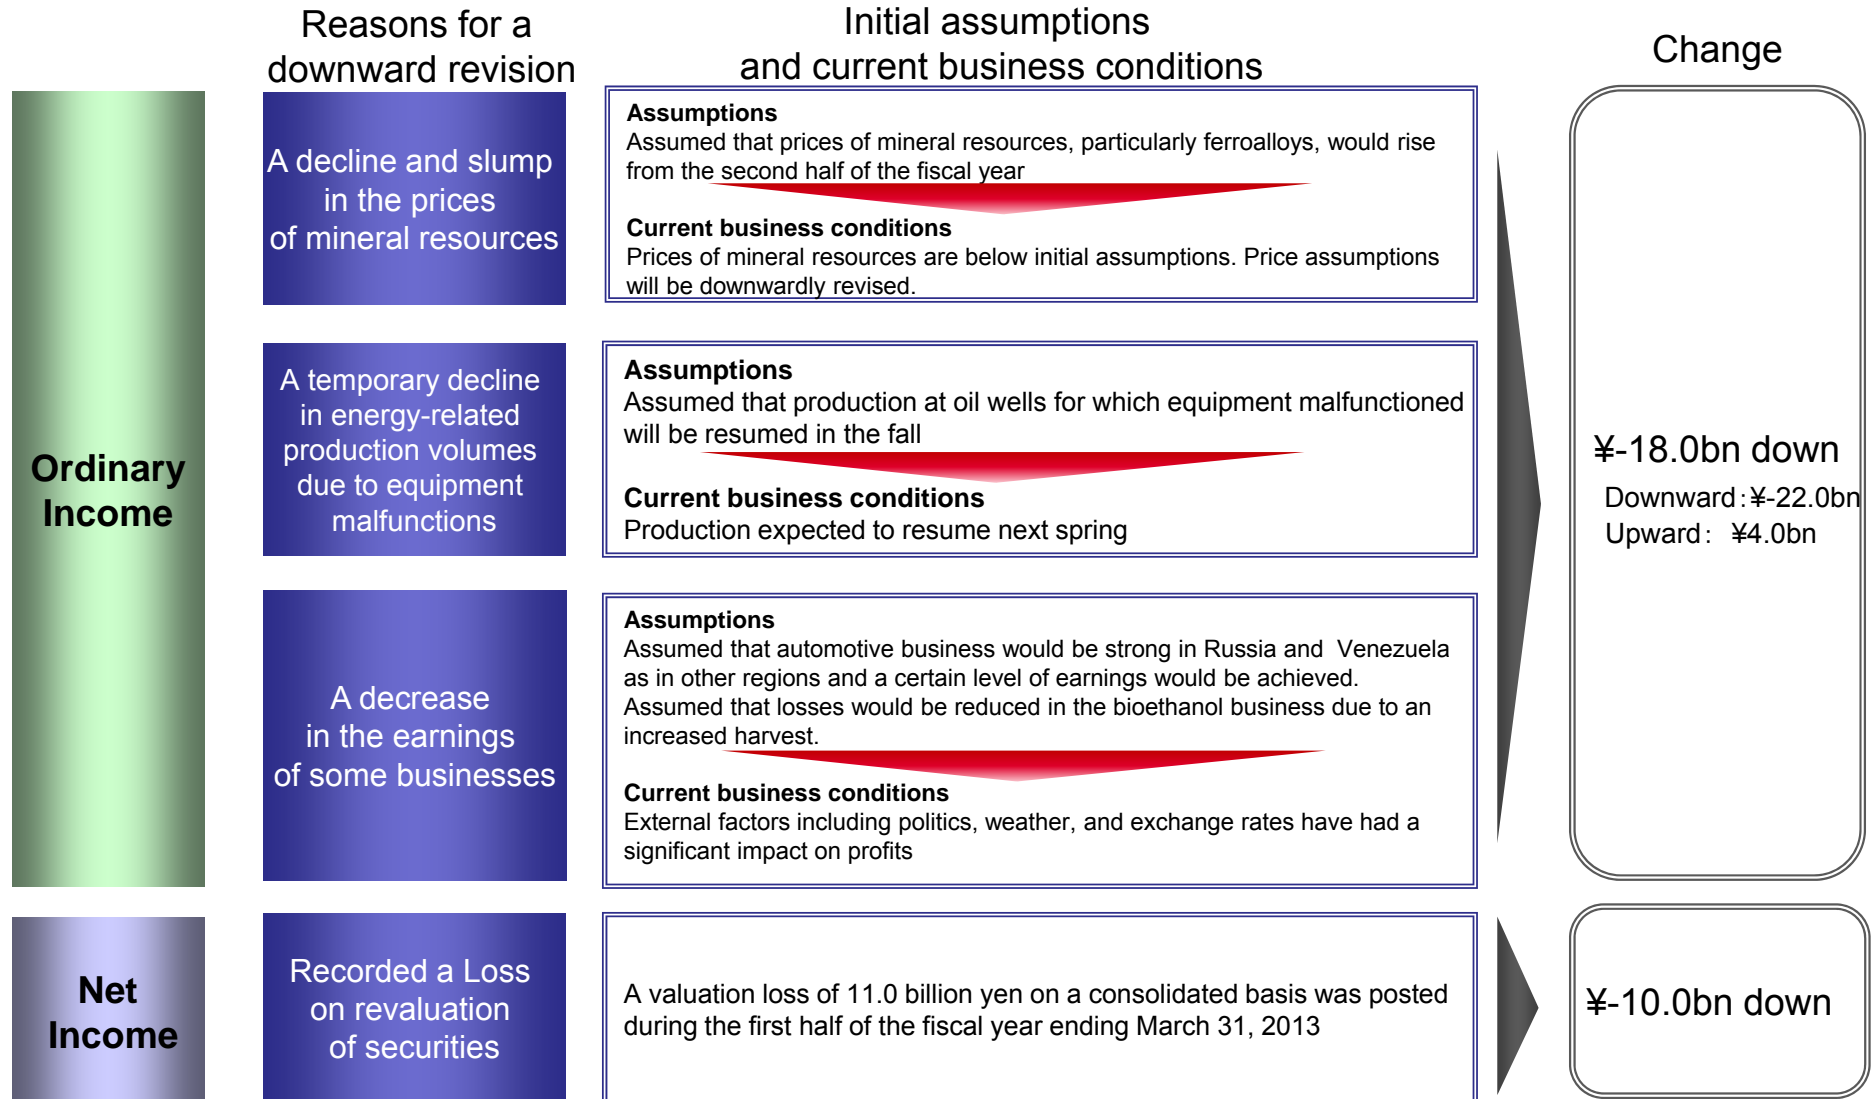 Reasons for a
downward revision
Initial assumptions
and current business conditions
Change
Ordinary
Income
A decline and slump
in the prices
of mineral resources
Assumptions
Assumed that prices of mineral resources, particularly ferroalloys, would rise
from the second half of the fiscal year
Current business conditions
Prices of mineral resources are below initial assumptions. Price assumptions
will be downwardly revised.
A temporary decline
in energy-related
production volumes
due to equipment
malfunctions
Assumptions
Assumed that production at oil wells for which equipment malfunctioned
will be resumed in the fall
Current business conditions
Production expected to resume next spring
A decrease
in the earnings
of some businesses
Assumptions
Assumed that automotive business would be strong in Russia and Venezuela
as in other regions and a certain level of earnings would be achieved.
Assumed that losses would be reduced in the bioethanol business due to an
increased harvest.
Current business conditions
External factors including politics, weather, and exchange rates have had a
significant impact on profits
¥-18.0bn down
Downward：¥-22.0bn
Upward： ¥4.0bn
Net
Income
Recorded a Loss
on revaluation
of securities
A valuation loss of 11.0 billion yen on a consolidated basis was posted
during the first half of the fiscal year ending March 31, 2013
¥-10.0bn down